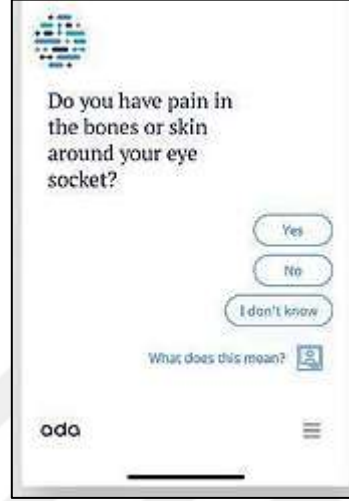 Do you have pain in
the bones or skin
around your eye
socket?
Yes
No
I don't know
What does this mean?
ada